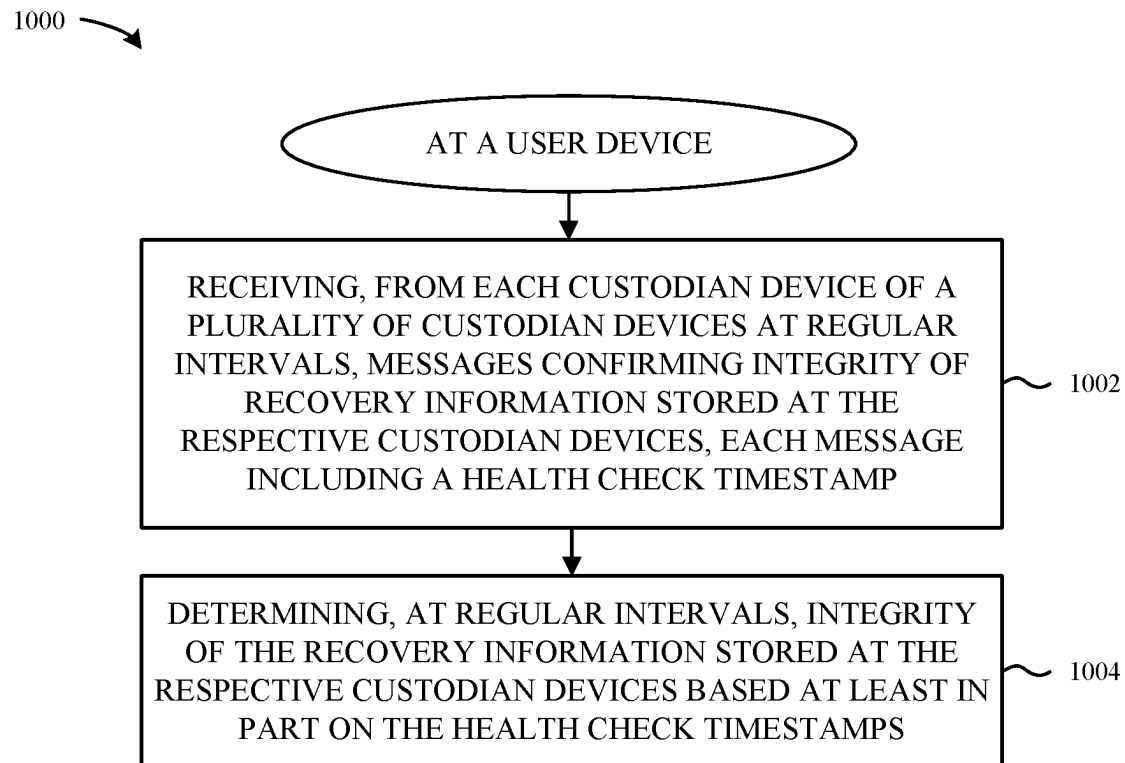 1000
AT A USER DEVICE
RECEIVING, FROM EACH CUSTODIAN DEVICE OF A
PLURALITY OF CUSTODIAN DEVICES AT REGULAR
INTERVALS, MESSAGES CONFIRMING INTEGRITY OF
RECOVERY INFORMATION STORED AT THE
RESPECTIVE CUSTODIAN DEVICES, EACH MESSAGE
INCLUDING A HEALTH CHECK TIMESTAMP
1002
DETERMINING, AT REGULAR INTERVALS, INTEGRITY
OF THE RECOVERY INFORMATION STORED AT THE
RESPECTIVE CUSTODIAN DEVICES BASED AT LEAST IN
PART ON THE HEALTH CHECK TIMESTAMPS
1004